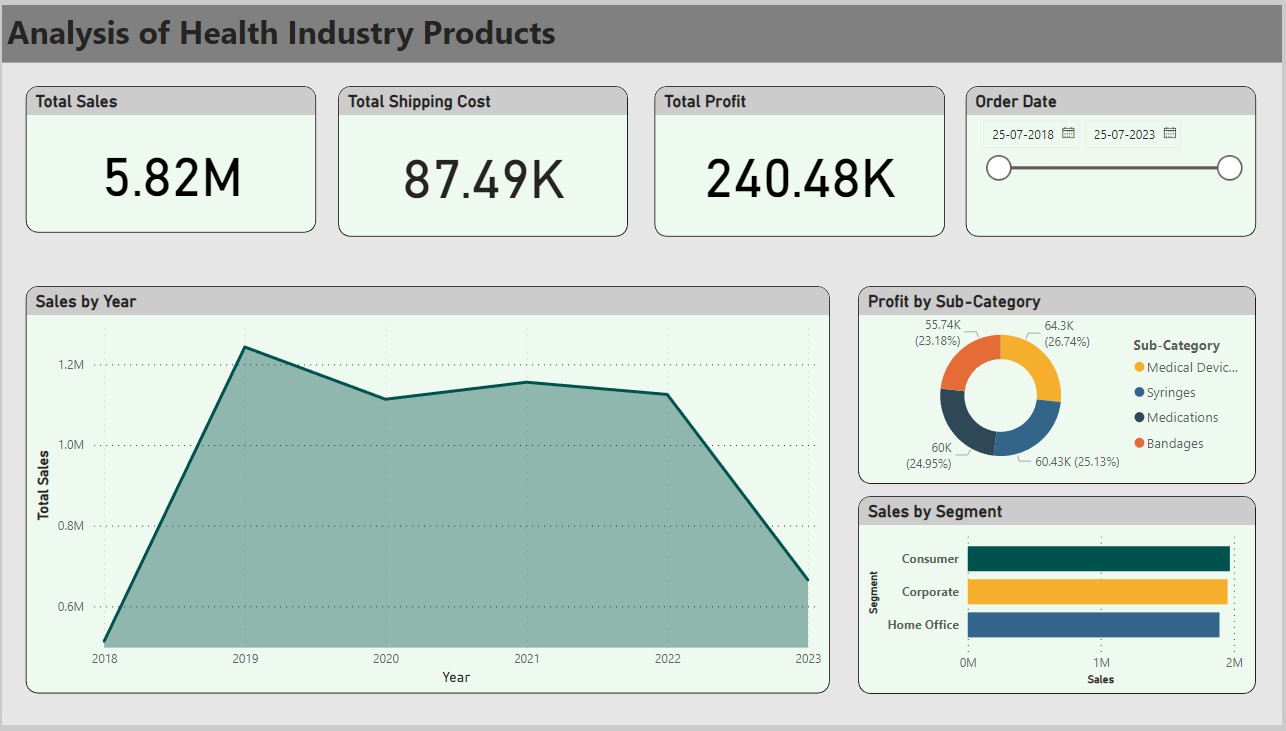 Analysis of Health Industry Products
Total Sales
5.82M
Total Shipping Cost
87.49K
Total Profit
240.48K
Order Date
25-07-2018
25-07-2023
Sales by Year
Total Sales
1.2M
1.0M
0.8M
0.6M
2018
2019
2020
2021
2022
2023
Year
Profit by Sub-Category
55.74K
(23.18%)
64.3K
(26.74%)
60K
(24.95%)
60.43K (25.13%)
Sub-Category
Medical Devic...
Syringes
Medications
Bandages
Sales by Segment
Segment
Consumer
Corporate
Home Office
0M
1M
2M
Sales